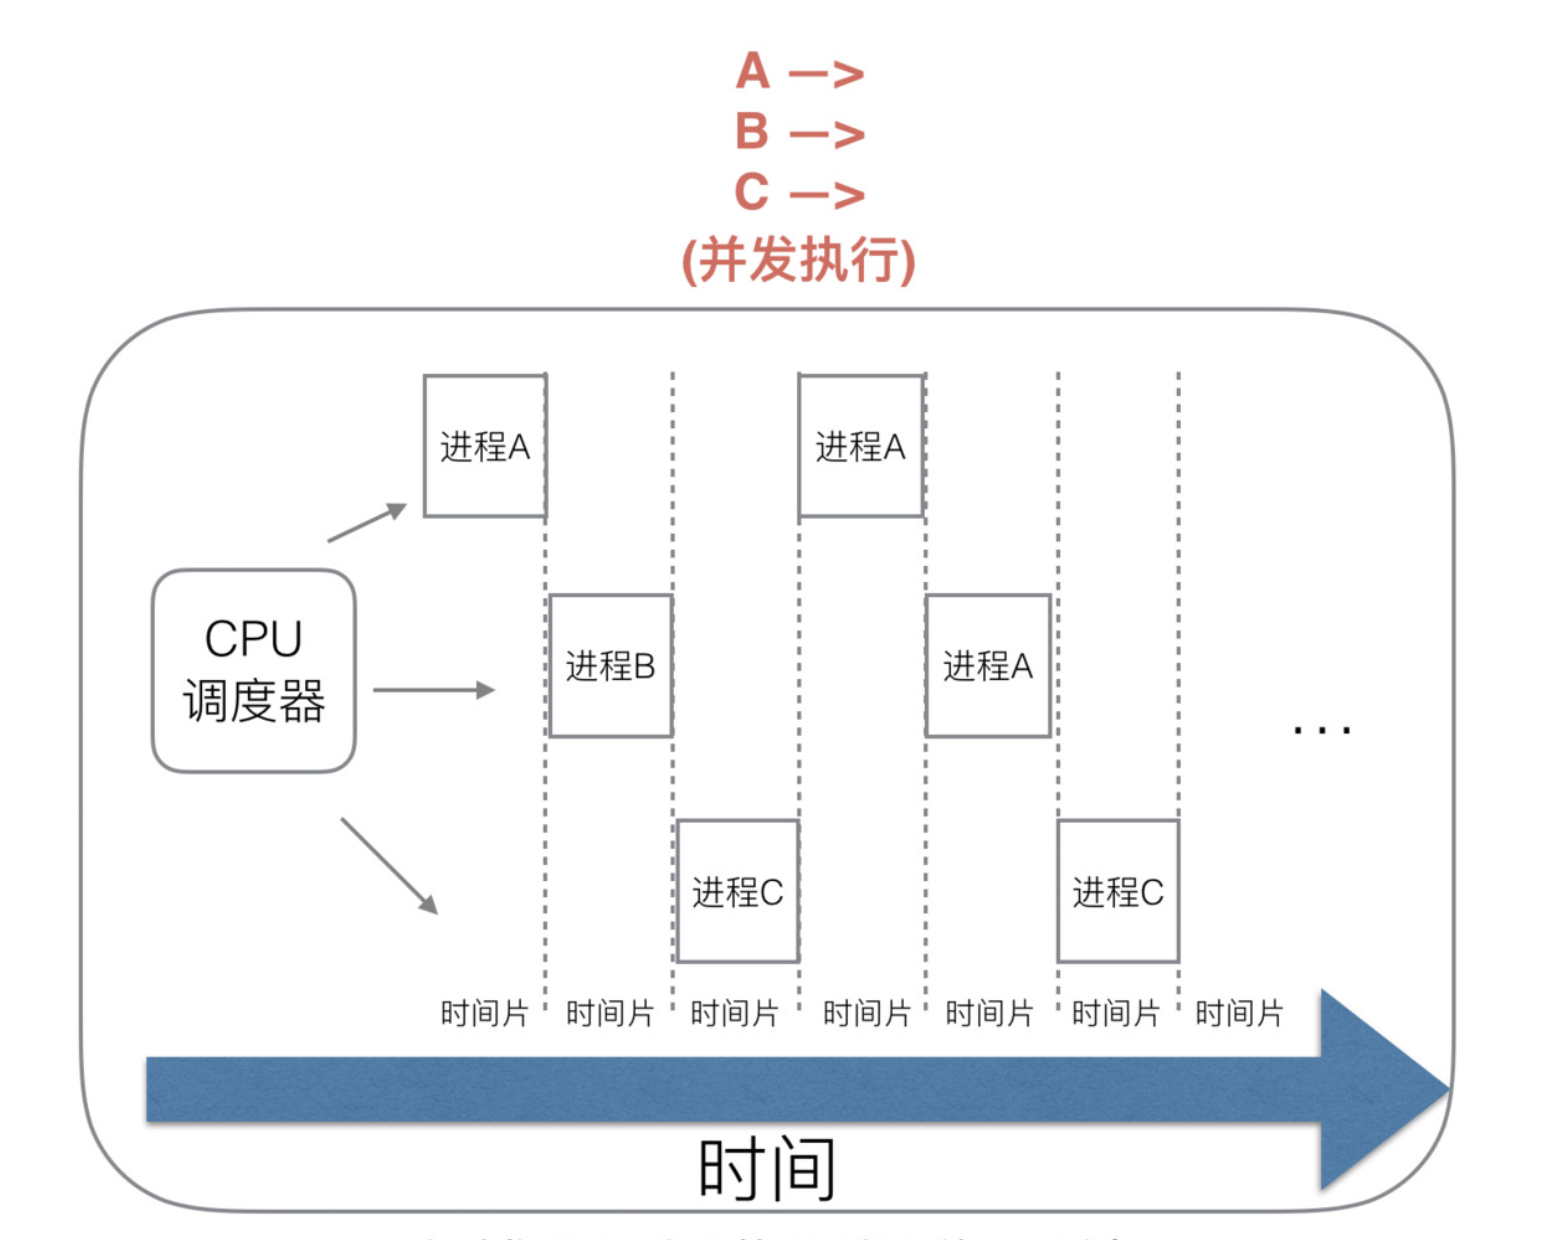 A —>
B —>
C —>
(并发执行)
进程A
进程A
CPU
调度器
进程B
进程A
...
进程C
进程C
时间片 时间片 时间片 时间片 时间片 时间片 时间片
时间